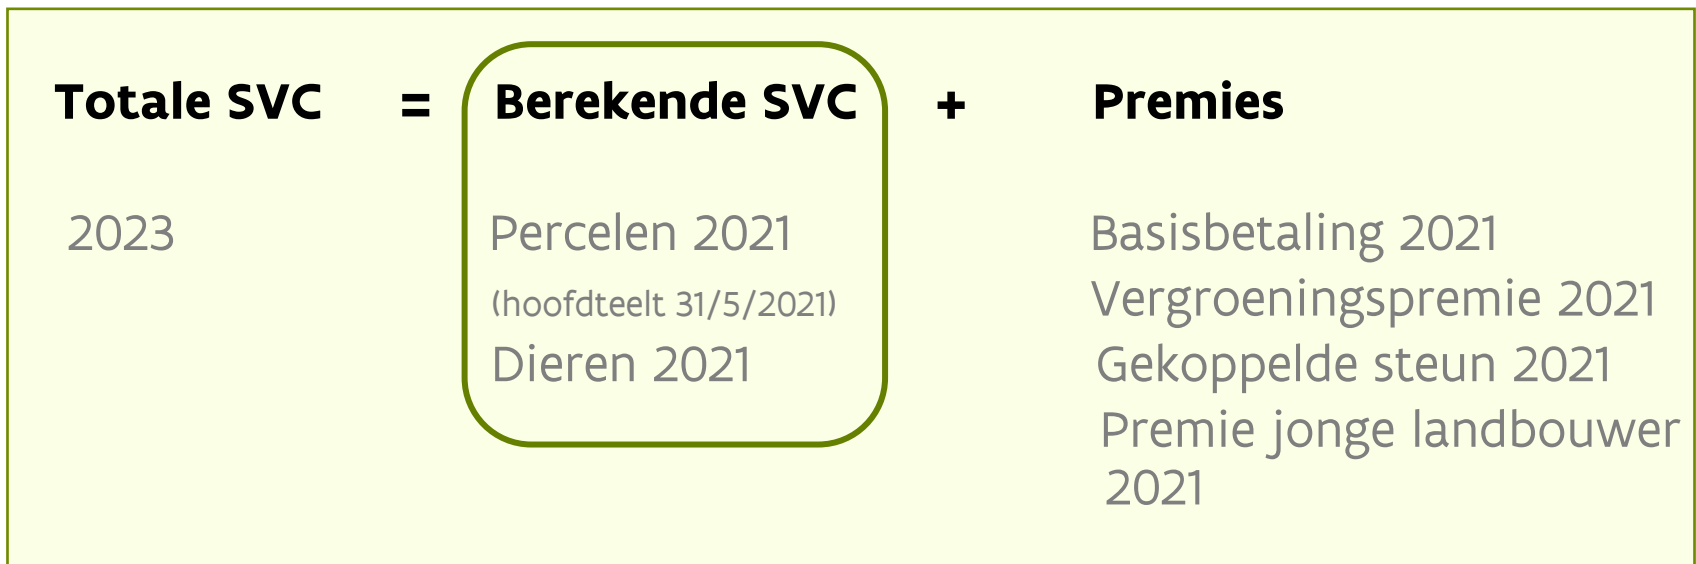 Totale SVC = Berekende SVC + Premies
2023 Percelen 2021 Basisbetaling 2021
(hoofdteelt 31/5/2021) Vergroeningspremie 2021
Dieren 2021 Gekoppelde steun 2021
Premie jonge landbouwer
2021